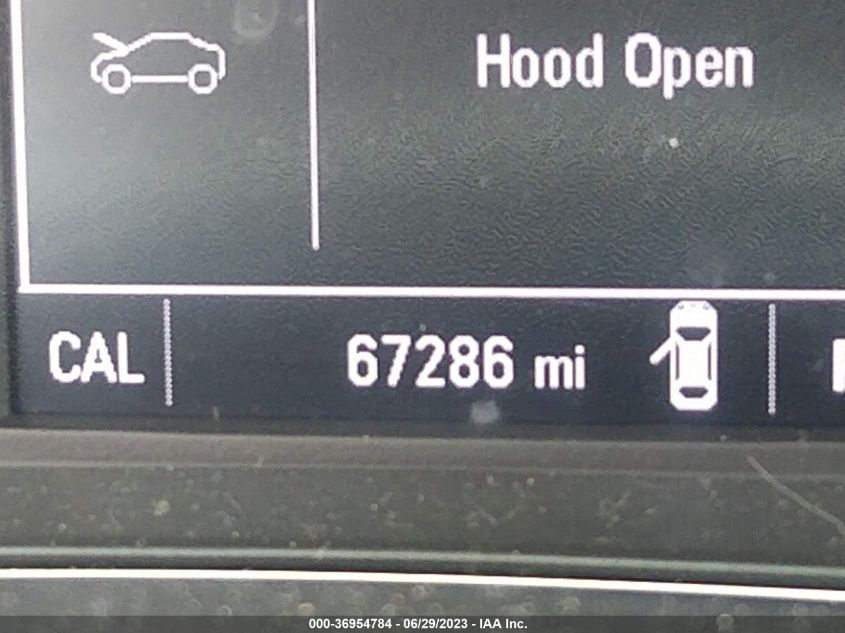 Hood Open
CAL 67286 mi
000-36954784 - 06/29/2023 - IAA Inc.